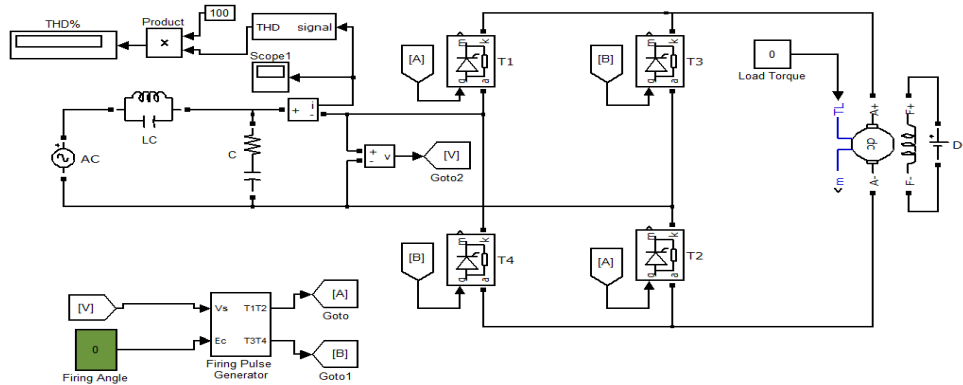 THD%
Product
100
×
THD signal
Scope1
[A]
m
k
g
a
T1
[B]
m
k
g
a
T3
0
Load Torque
LC
+
i
-
AC
C
+
-
v
[V]
Goto2
TL
m
dc
A+
A-
F+
F-
D
[B]
m
k
g
a
T4
[A]
m
k
g
a
T2
[V]
Vs
T1T2
[A]
Goto
0
Ec
T3T4
[B]
Goto1
Firing Angle
Firing Pulse
Generator